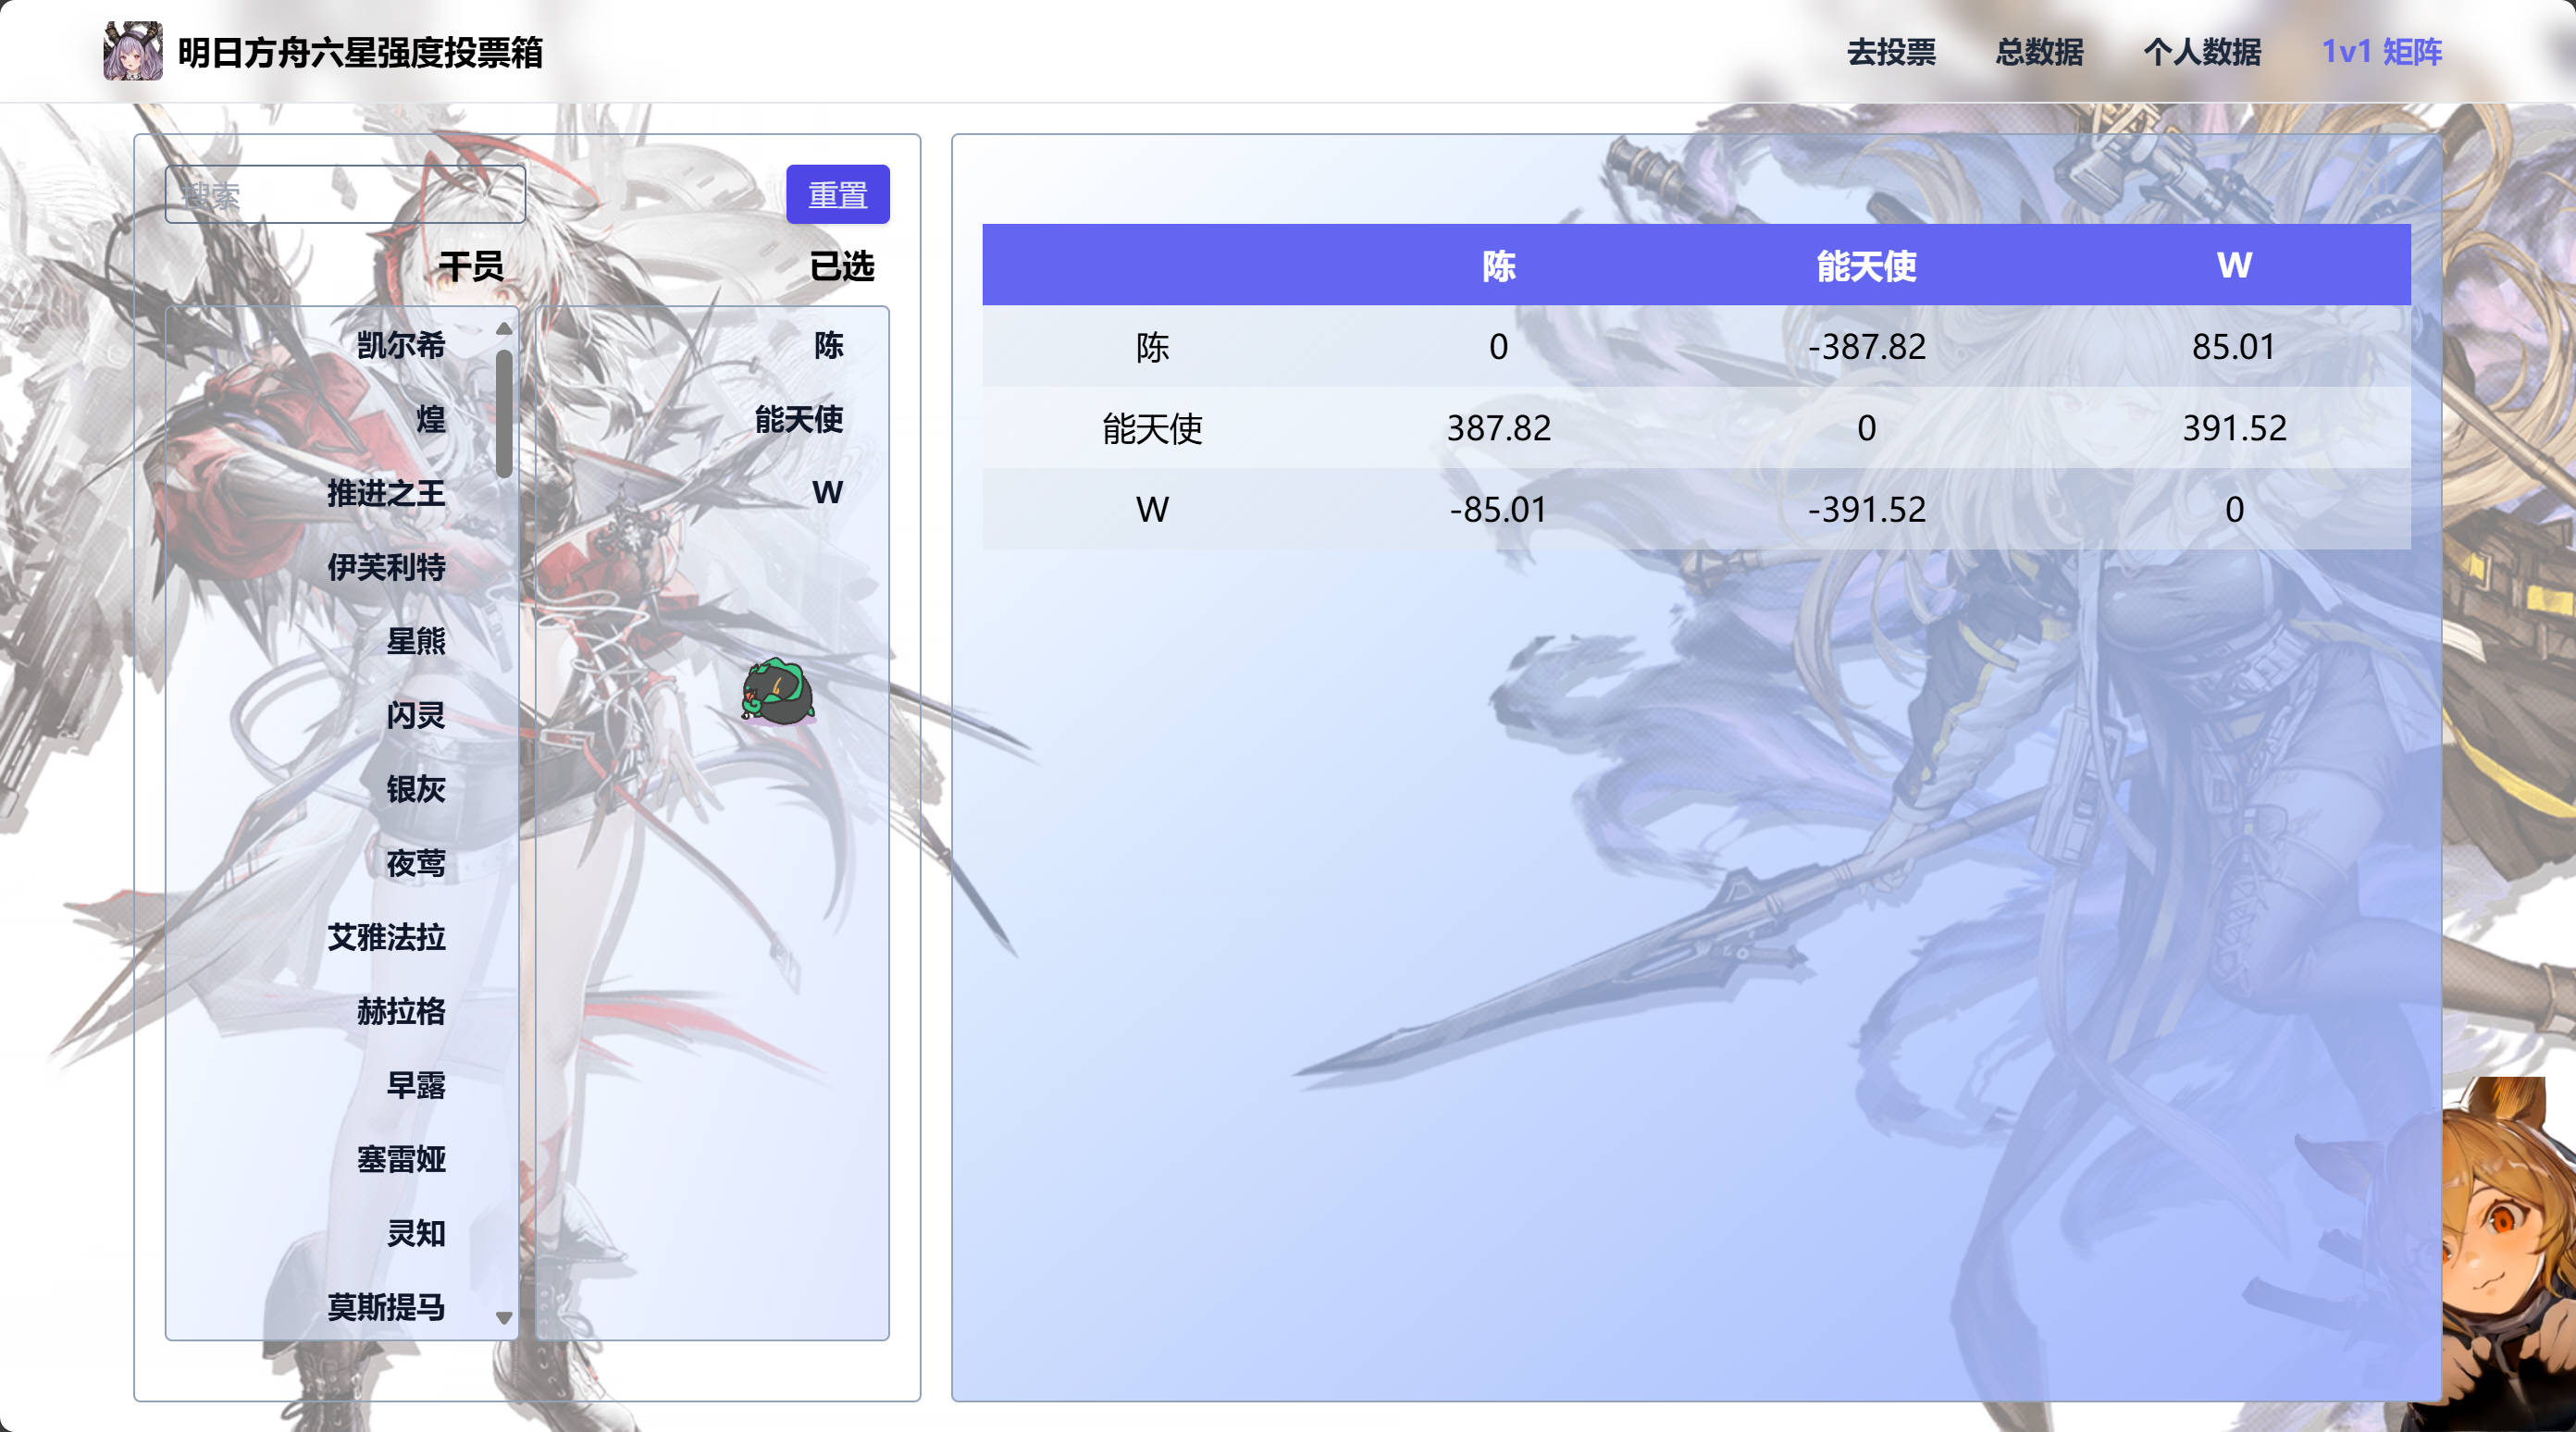 明日方舟六星强度投票箱
去投票 总数据 个人数据 1v1 矩阵
搜索
重置
干员 已选
凯尔希
煌
推进之王
伊芙利特
星熊
闪灵
银灰
夜莺
艾雅法拉
赫拉格
早露
塞雷娅
灵知
莫斯提马
陈
能天使
W
陈 能天使 W
陈 0 -387.82 85.01
能天使 387.82 0 391.52
W -85.01 -391.52 0